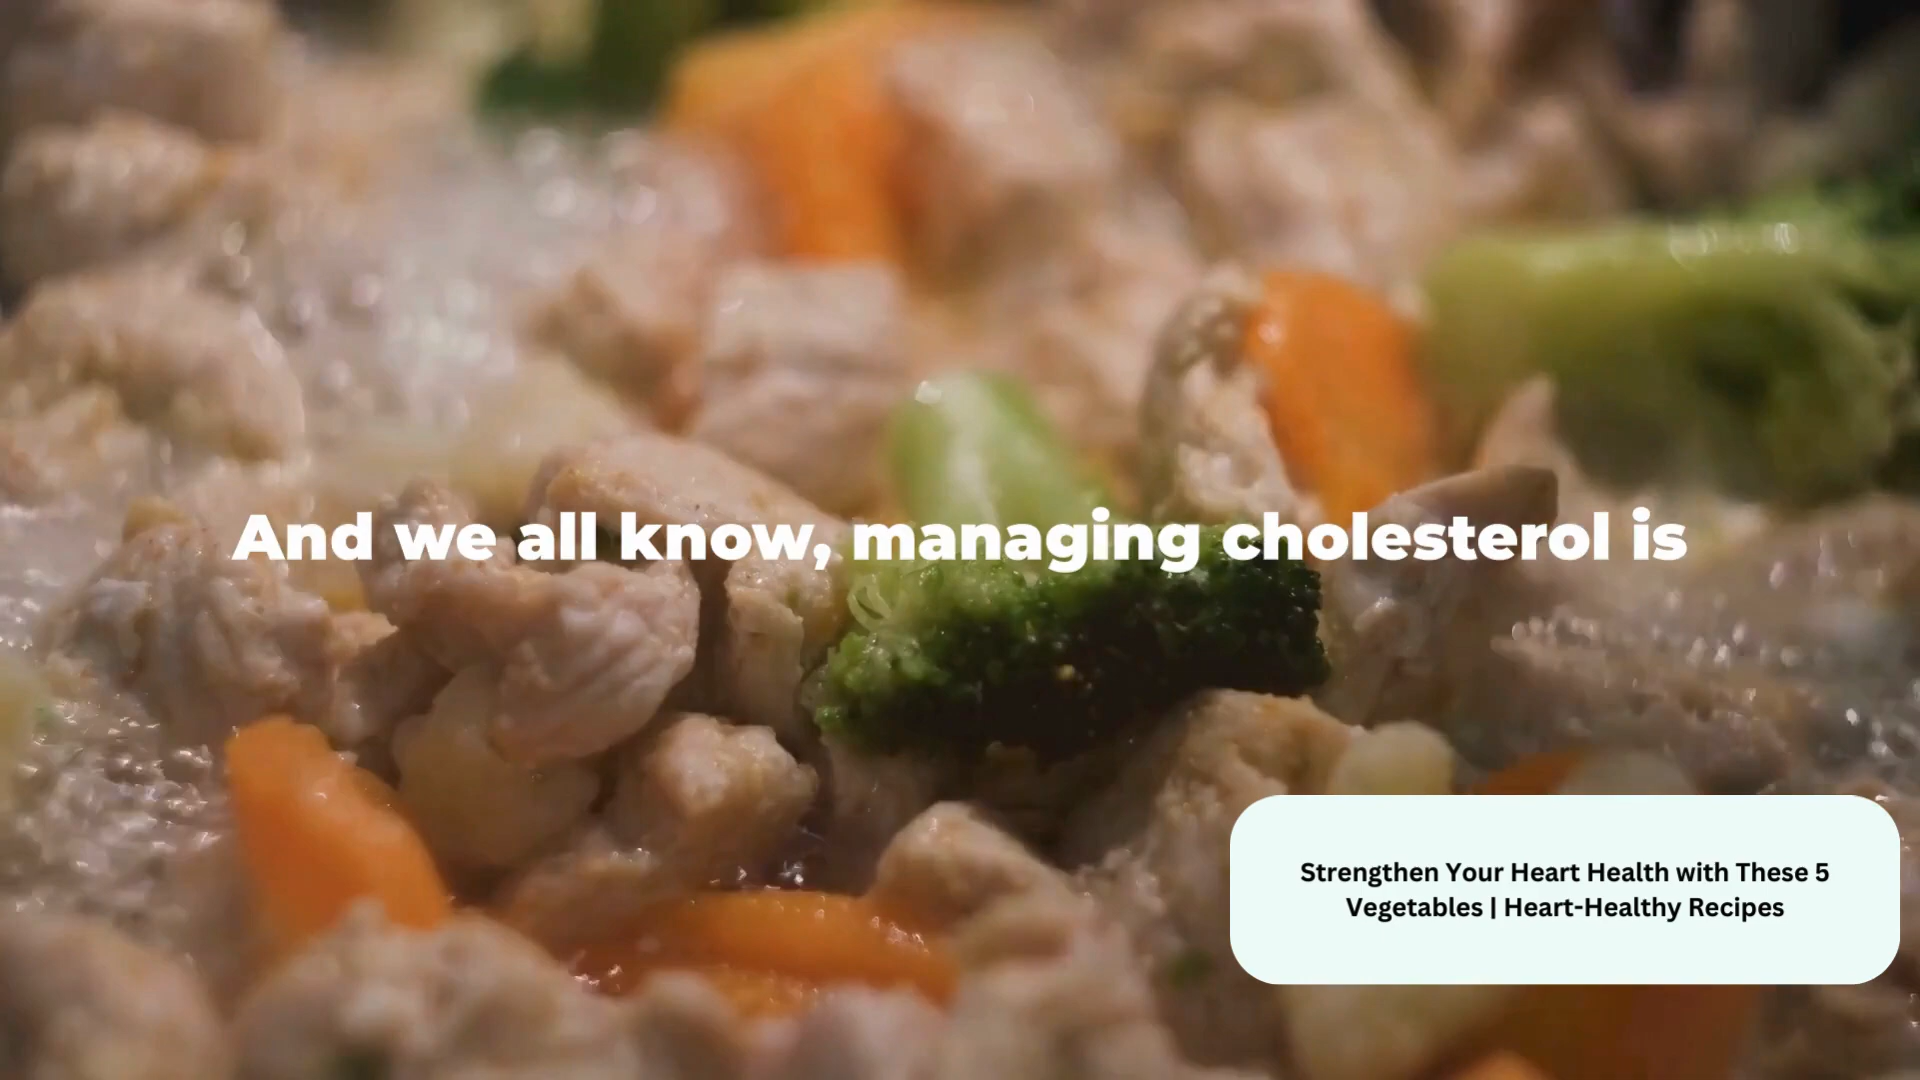 And we all know, managing cholesterol is
Strengthen Your Heart Health with These 5
Vegetables | Heart-Healthy Recipes